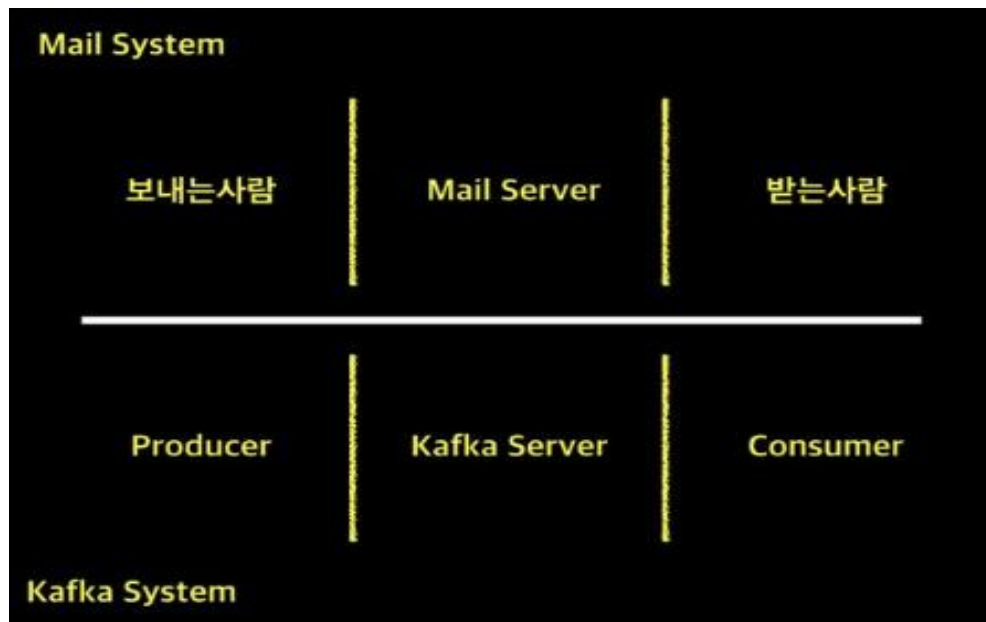 Mail System
보내는사람
Mail Server
받는사람
Producer
Kafka Server
Consumer
Kafka System